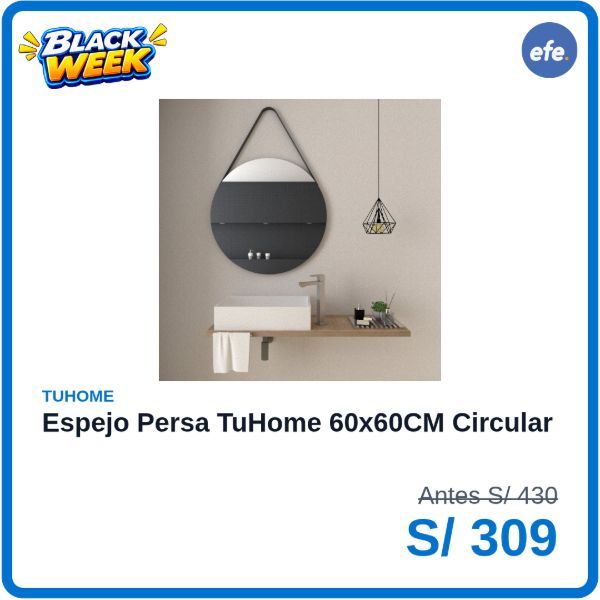 BLACK
WEEK
efe.
TUHOME
Espejo Persa TuHome 60x60CM Circular
Antes S/ 430
S/ 309